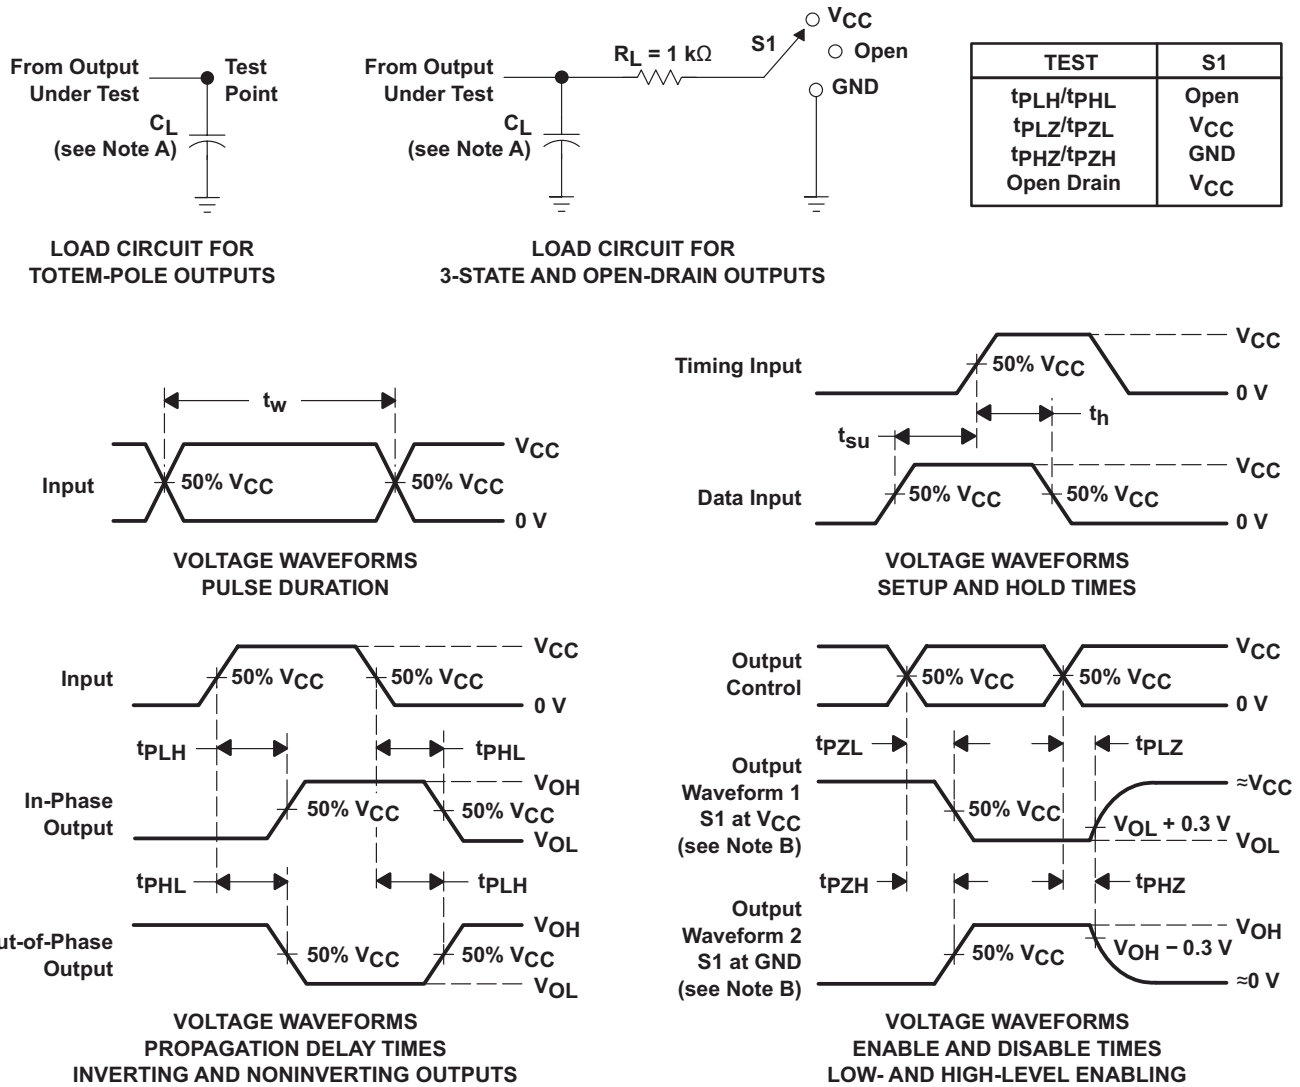 From Output
Under Test
Test
Point
CL
(see Note A)
LOAD CIRCUIT FOR
TOTEM-POLE OUTPUTS
From Output
Under Test
RL = 1 kΩ
S1
VCC
Open
GND
CL
(see Note A)
LOAD CIRCUIT FOR
3-STATE AND OPEN-DRAIN OUTPUTS
TEST S1
tPLH/tPHL Open
tPLZ/tPZL VCC
tPHZ/tPZH GND
Open Drain VCC
tw
Input
50% VCC
50% VCC
VCC
0 V
VOLTAGE WAVEFORMS
PULSE DURATION
Timing Input
50% VCC
VCC
0 V
tsu
th
Data Input
50% VCC
50% VCC
VCC
0 V
VOLTAGE WAVEFORMS
SETUP AND HOLD TIMES
Input
50% VCC
50% VCC
VCC
0 V
tPLH
tPHL
In-Phase
Output
50% VCC
50% VCC
VOH
VOL
tPHL
tPLH
ut-of-Phase
Output
50% VCC
50% VCC
VOH
VOL
VOLTAGE WAVEFORMS
PROPAGATION DELAY TIMES
INVERTING AND NONINVERTING OUTPUTS
Output
Control
50% VCC
50% VCC
VCC
0 V
tPZL
tPLZ
Output
Waveform 1
S1 at VCC
(see Note B)
50% VCC
≈VCC
VOL + 0.3 V
VOL
tPZH
tPHZ
Output
Waveform 2
S1 at GND
(see Note B)
50% VCC
VOH
VOH − 0.3 V
≈0 V
VOLTAGE WAVEFORMS
ENABLE AND DISABLE TIMES
LOW- AND HIGH-LEVEL ENABLING